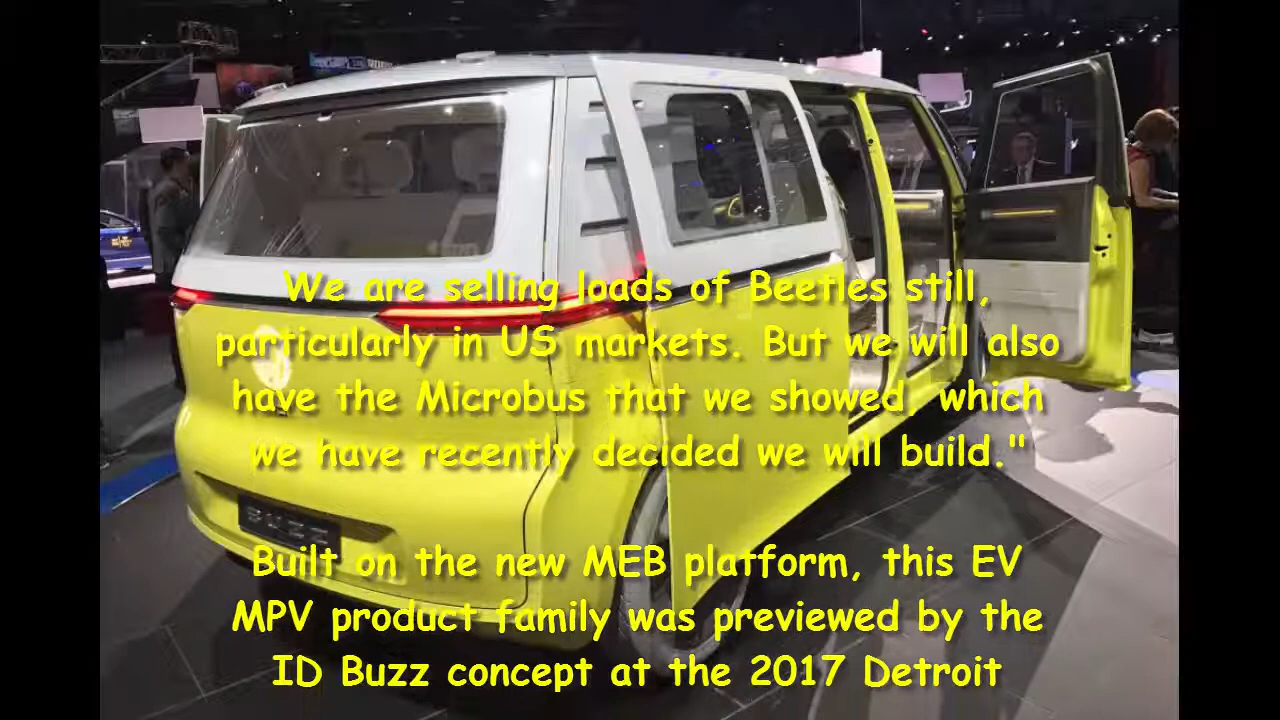 We are selling loads of Beetles still,
particularly in US markets. But we will also
have the Microbus that we showed, which
we have recently decided we will build."
BUZZ
Built on the new MEB platform, this EV
MPV product family was previewed by the
ID Buzz concept at the 2017 Detroit